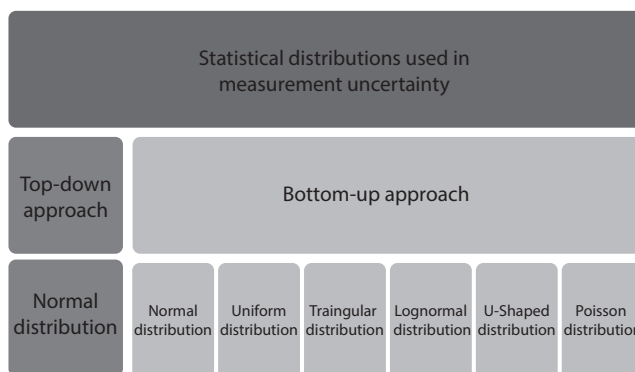 Statistical distributions used in
measurement uncertainty
Top-down
approach
Bottom-up approach
Normal
distribution
Normal
distribution
Uniform
distribution
Traingular
distribution
Lognormal
distribution
U-Shaped
distribution
Poisson
distribution